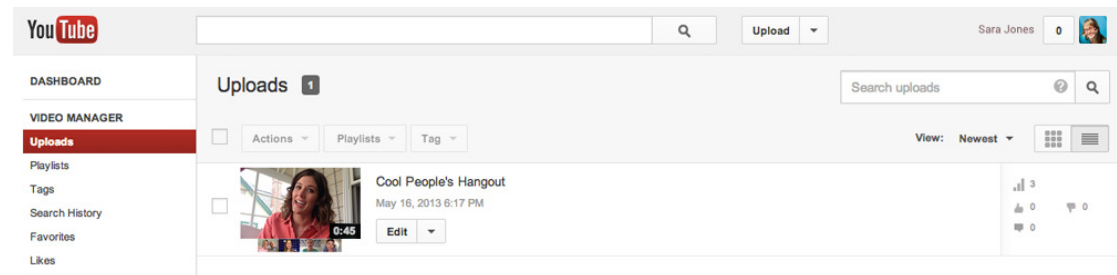 YouTube
Upload
Sara Jones 0
DASHBOARD
VIDEO MANAGER
Uploads
Playlists
Tags
Search History
Favorites
Likes
Uploads 1
Search uploads ?
Actions Playlists Tag
View: Newest
0:45
Cool People's Hangout
May 16, 2013 6:17 PM
Edit
3
0 0
0